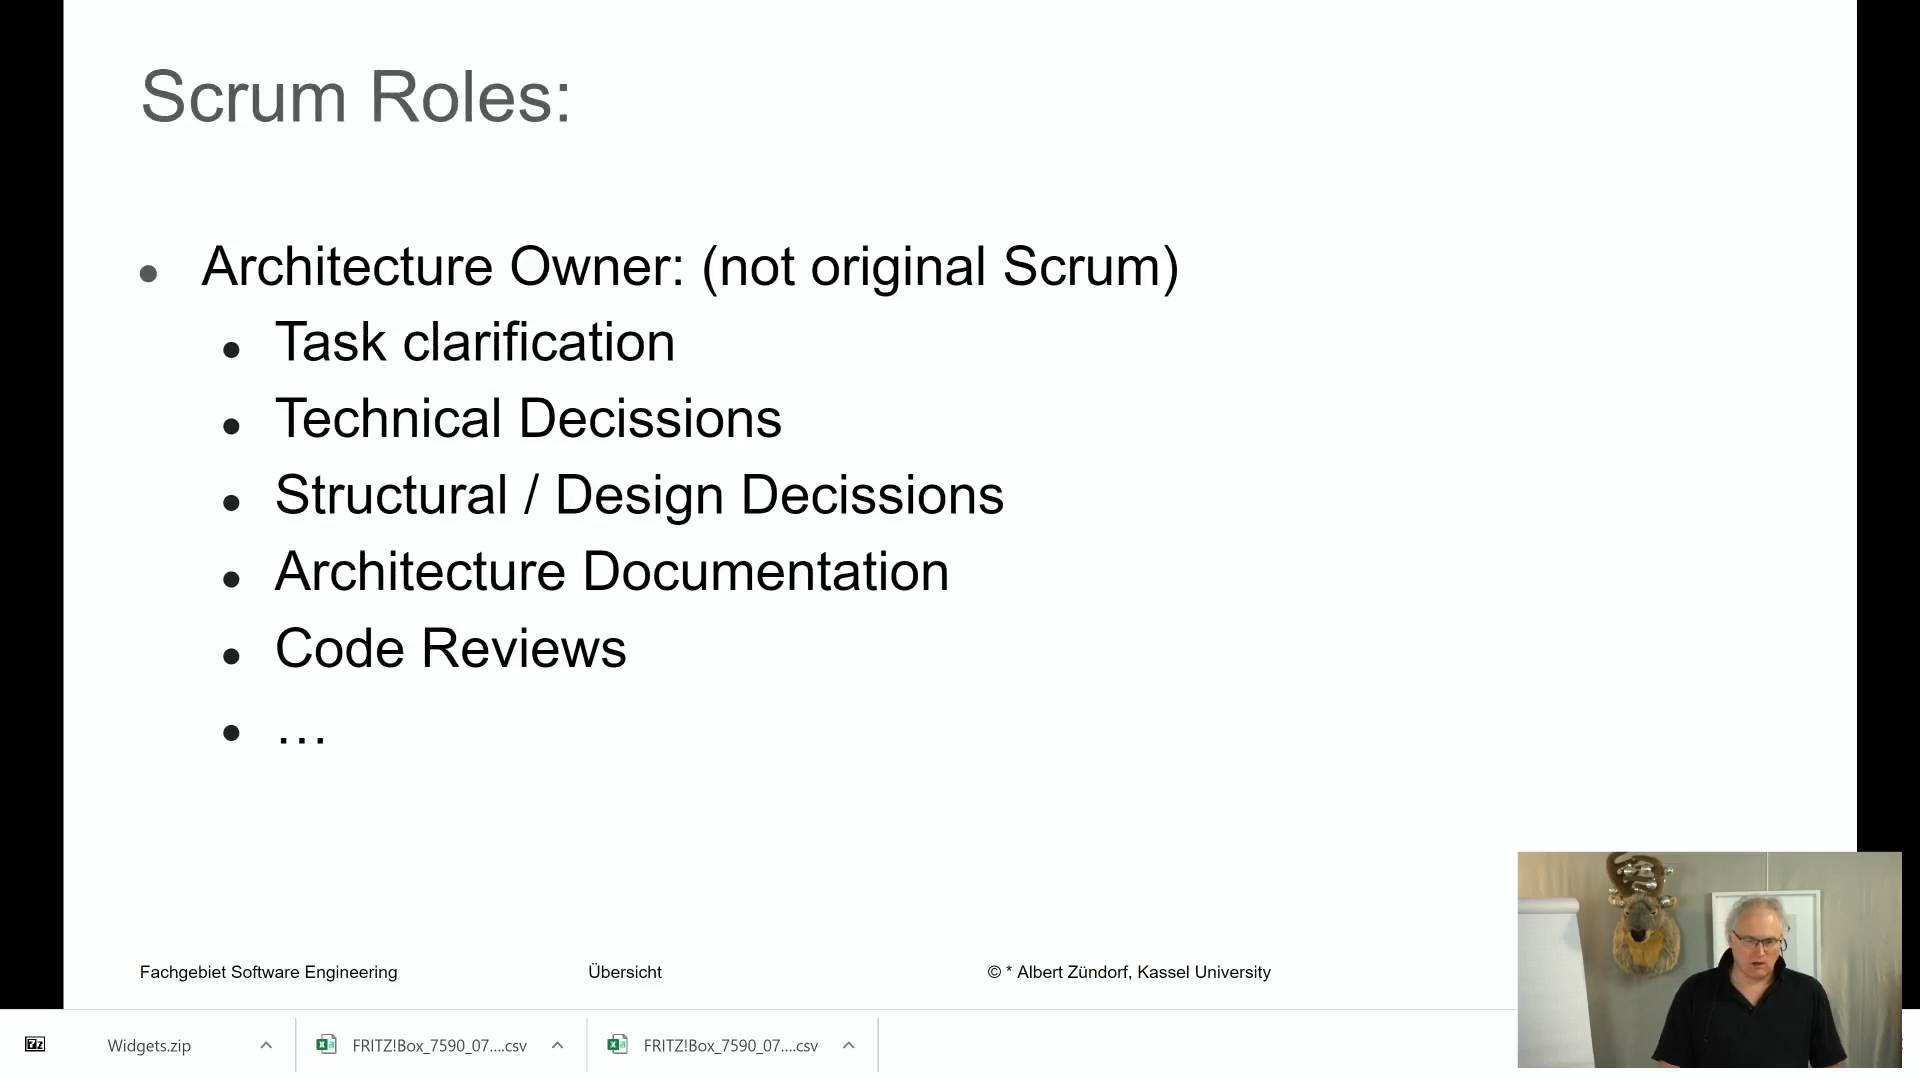 Scrum Roles:
Architecture Owner: (not original Scrum)
Task clarification
Technical Decissions
Structural / Design Decissions
Architecture Documentation
Code Reviews
…
Fachgebiet Software Engineering
Übersicht
© * Albert Zündorf, Kassel University
Widgets.zip
FRITZ!Box_7590_07....csv
FRITZ!Box_7590_07....csv